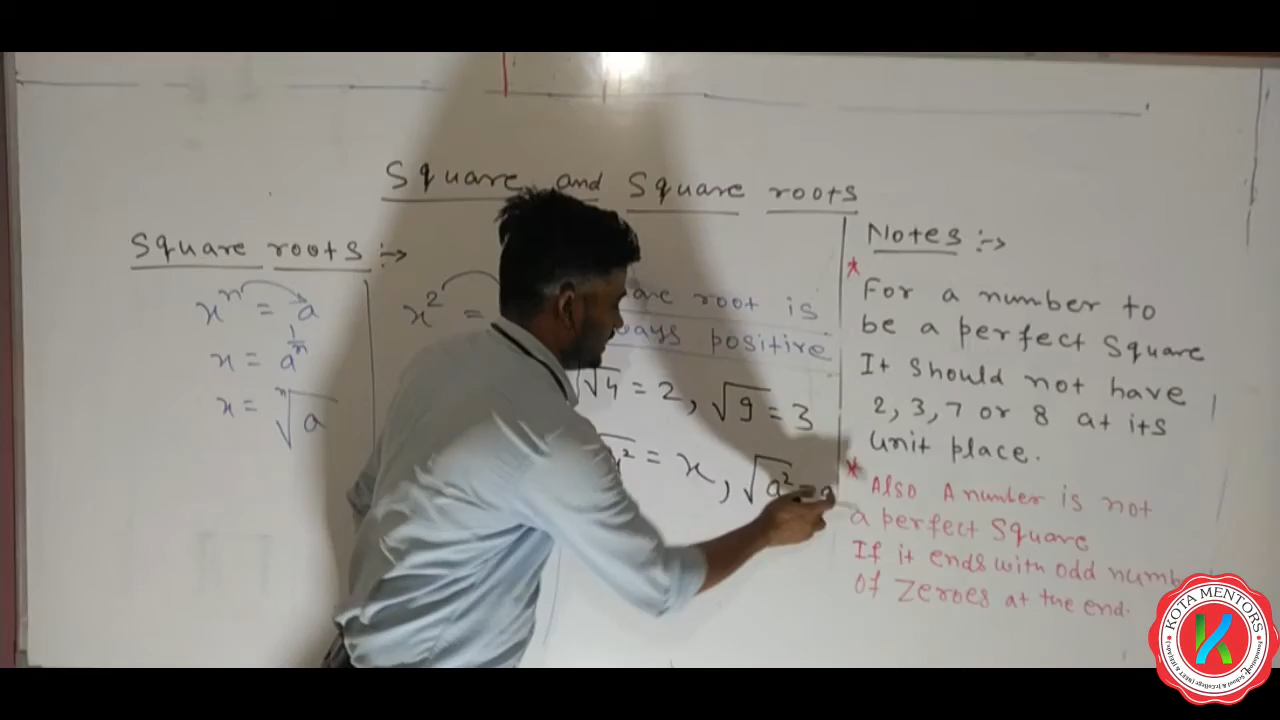 Square and Square roots
Square roots :->
xⁿ = a
x = a^(1/n)
x = ⁿ√a
x² =
root is
positive
√4 = 2, √9 = 3
² = x, √a² = a
Notes :->
* For a number to
be a perfect Square
It should not have
2, 3, 7 or 8 at its
unit place.
* Also A number is not
a perfect Square
If it ends with odd
of Zeroes at the end.
KOTA MENTORS